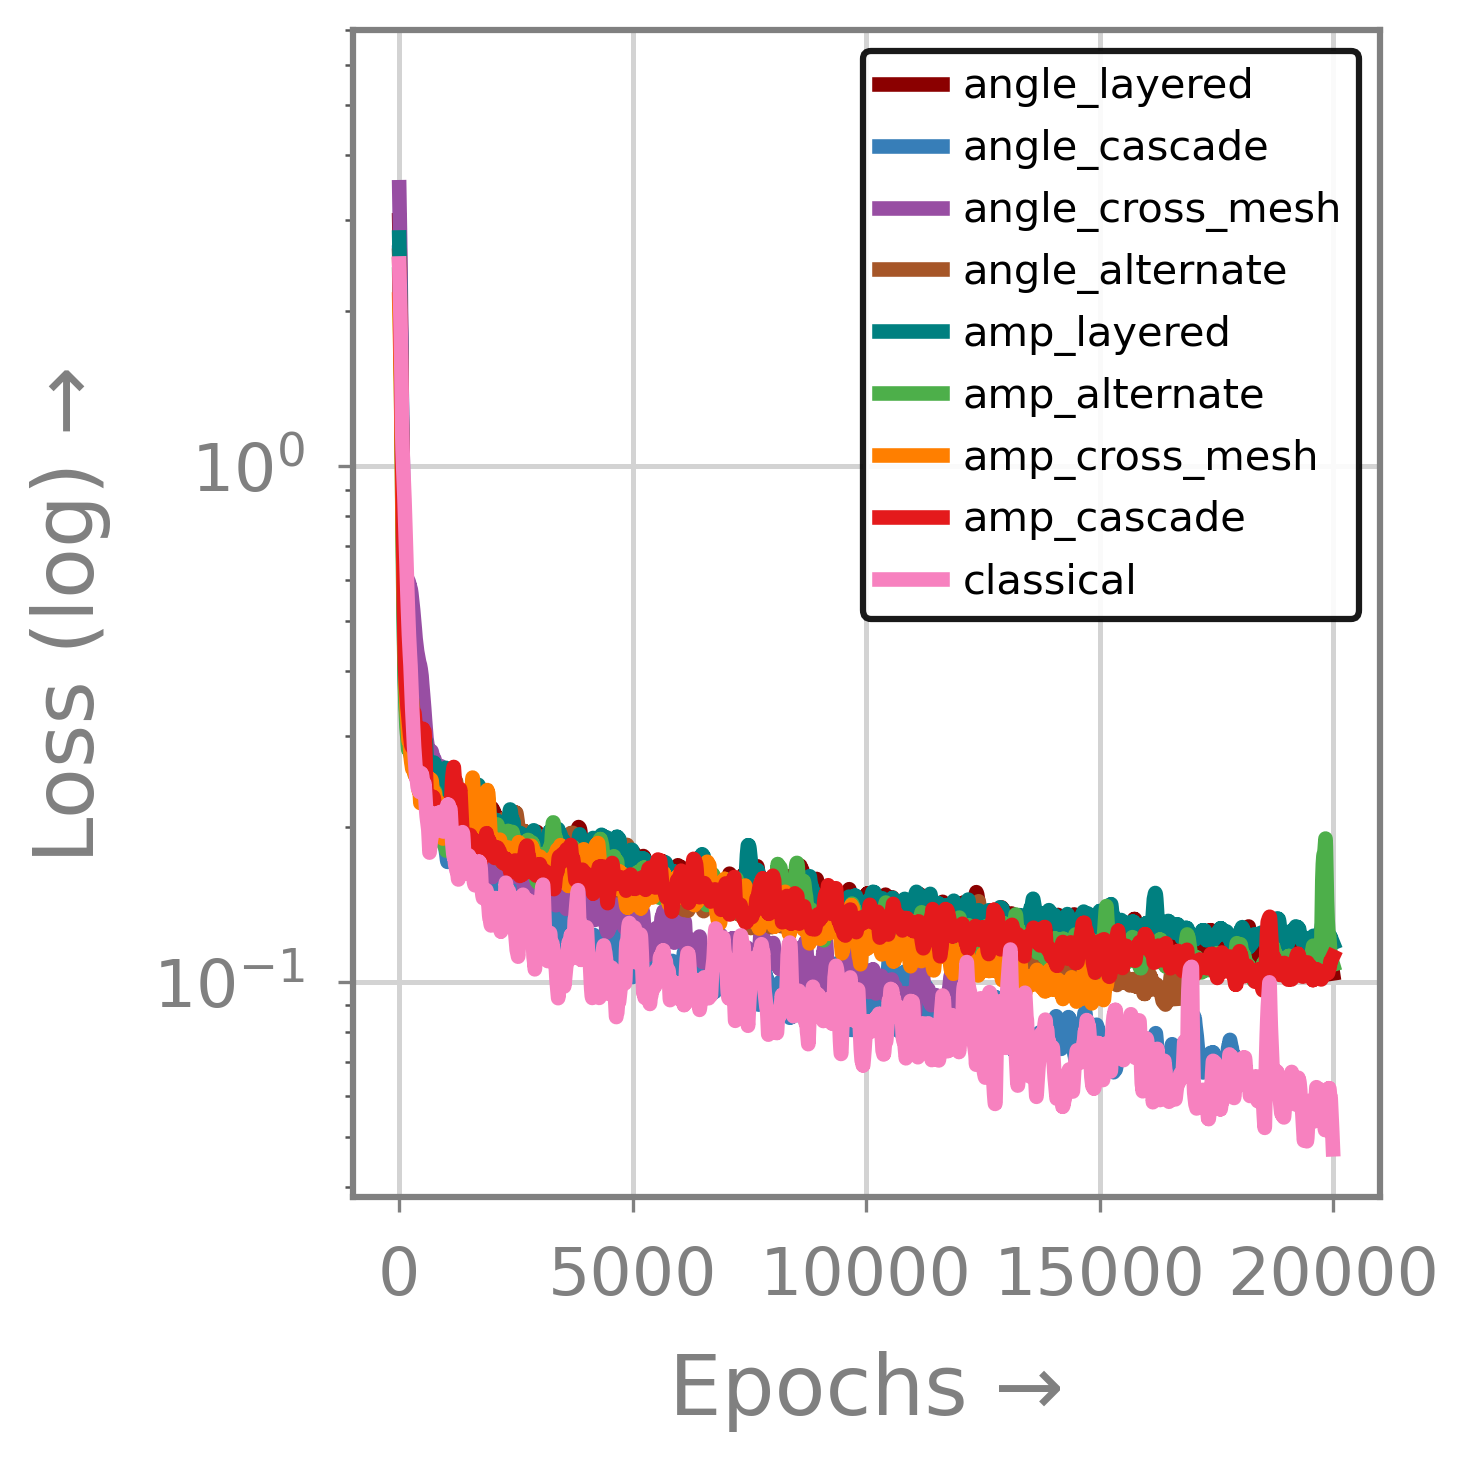 Loss (log) →
10⁰
10⁻¹
angle_layered
angle_cascade
angle_cross_mesh
angle_alternate
amp_layered
amp_alternate
amp_cross_mesh
amp_cascade
classical
0 5000 10000 15000 20000
Epochs →